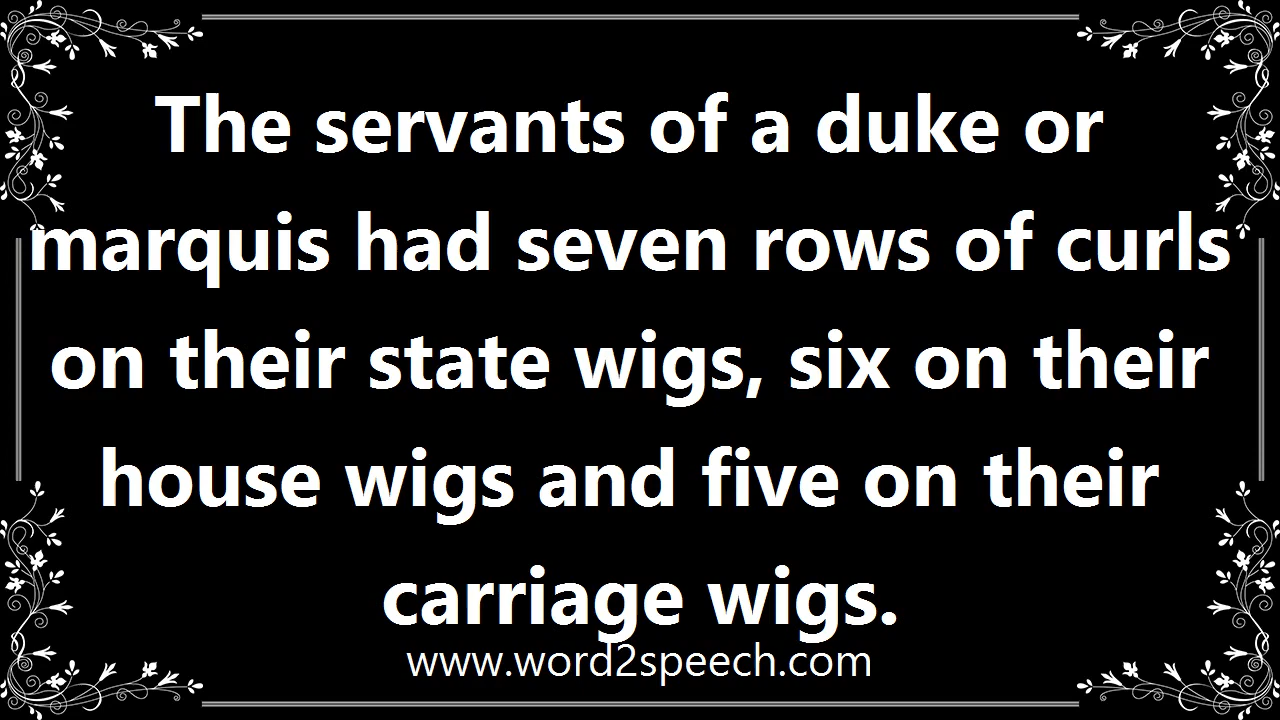 The servants of a duke or
marquis had seven rows of curls
on their state wigs, six on their
house wigs and five on their
carriage wigs.
www.word2speech.com